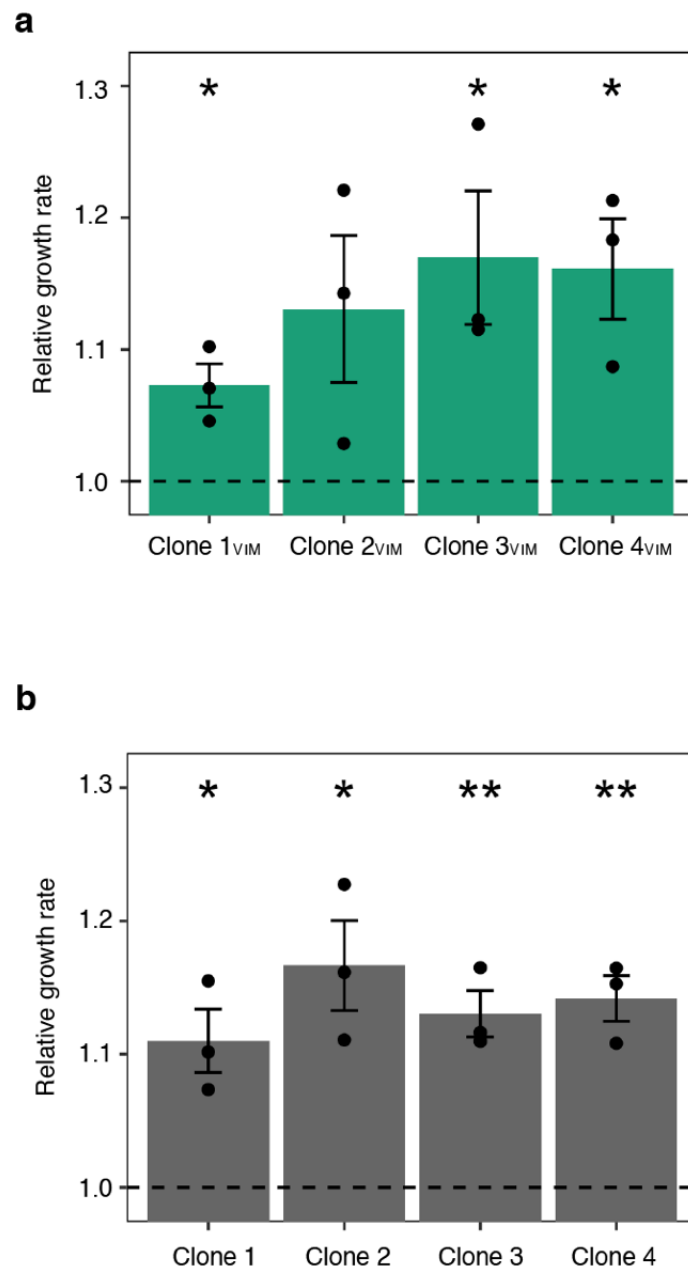 a
Relative growth rate
1.3
1.2
1.1
1.0
* * *
Clone 1VIM Clone 2VIM Clone 3VIM Clone 4VIM
b
Relative growth rate
1.3
1.2
1.1
1.0
* * ** **
Clone 1 Clone 2 Clone 3 Clone 4